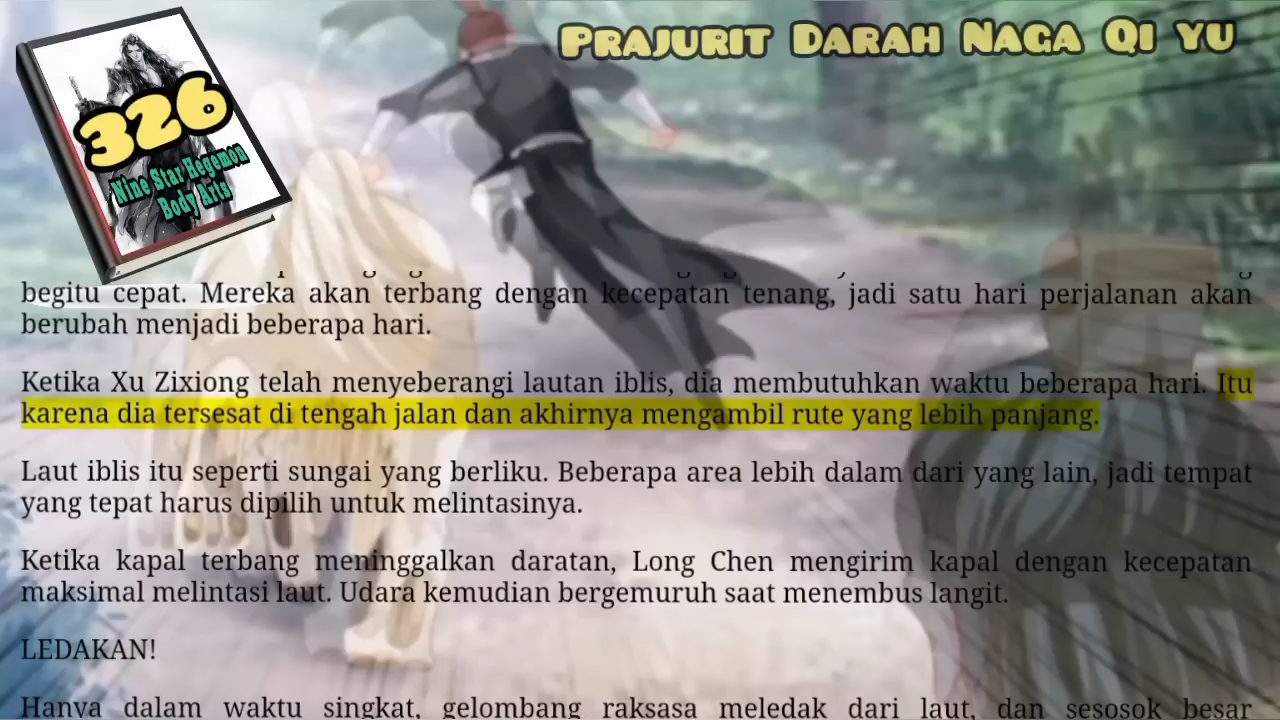 Prajurit Darah Naga Qi yu
326
Nine Star Hegemon
Body Arts
begitu cepat. Mereka akan terbang dengan kecepatan tenang, jadi satu hari perjalanan akan
berubah menjadi beberapa hari.
Ketika Xu Zixiong telah menyeberangi lautan iblis, dia membutuhkan waktu beberapa hari. Itu
karena dia tersesat di tengah jalan dan akhirnya mengambil rute yang lebih panjang.
Laut iblis itu seperti sungai yang berliku. Beberapa area lebih dalam dari yang lain, jadi tempat
yang tepat harus dipilih untuk melintasinya.
Ketika kapal terbang meninggalkan daratan, Long Chen mengirim kapal dengan kecepatan
maksimal melintasi laut. Udara kemudian bergemuruh saat menembus langit.
LEDAKAN!
Hanya dalam waktu singkat, gelombang raksasa meledak dari laut, dan sesosok besar